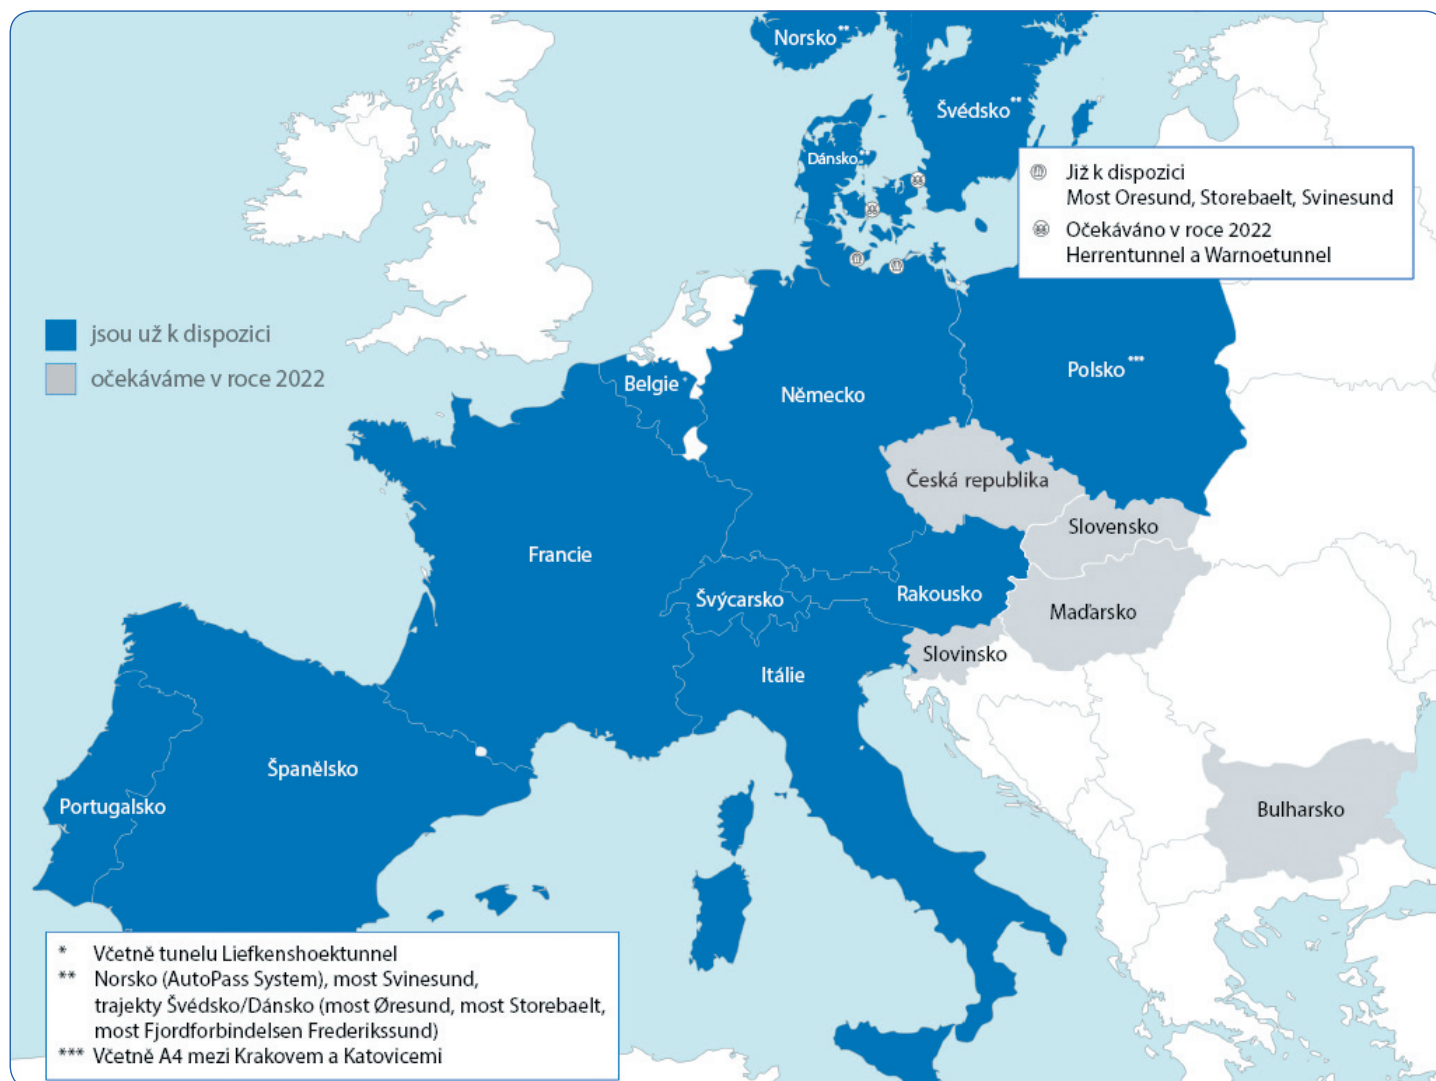 Norsko **
Švédsko **
Dánsko **
Již k dispozici
Most Oresund, Storebaelt, Svinesund
Očekáváno v roce 2022
Herrentunnel a Warnoetunnel
jsou už k dispozici
očekáváme v roce 2022
Belgie *
Německo
Polsko ***
Česká republika
Slovensko
Francie
Švýcarsko
Rakousko
Maďarsko
Slovinsko
Itálie
Španělsko
Portugalsko
Bulharsko
* Včetně tunelu Liefkenshoektunnel
** Norsko (AutoPass System), most Svinesund,
trajekty Švédsko/Dánsko (most Øresund, most Storebaelt,
most Fjordforbindelsen Frederikssund)
*** Včetně A4 mezi Krakovem a Katovicemi